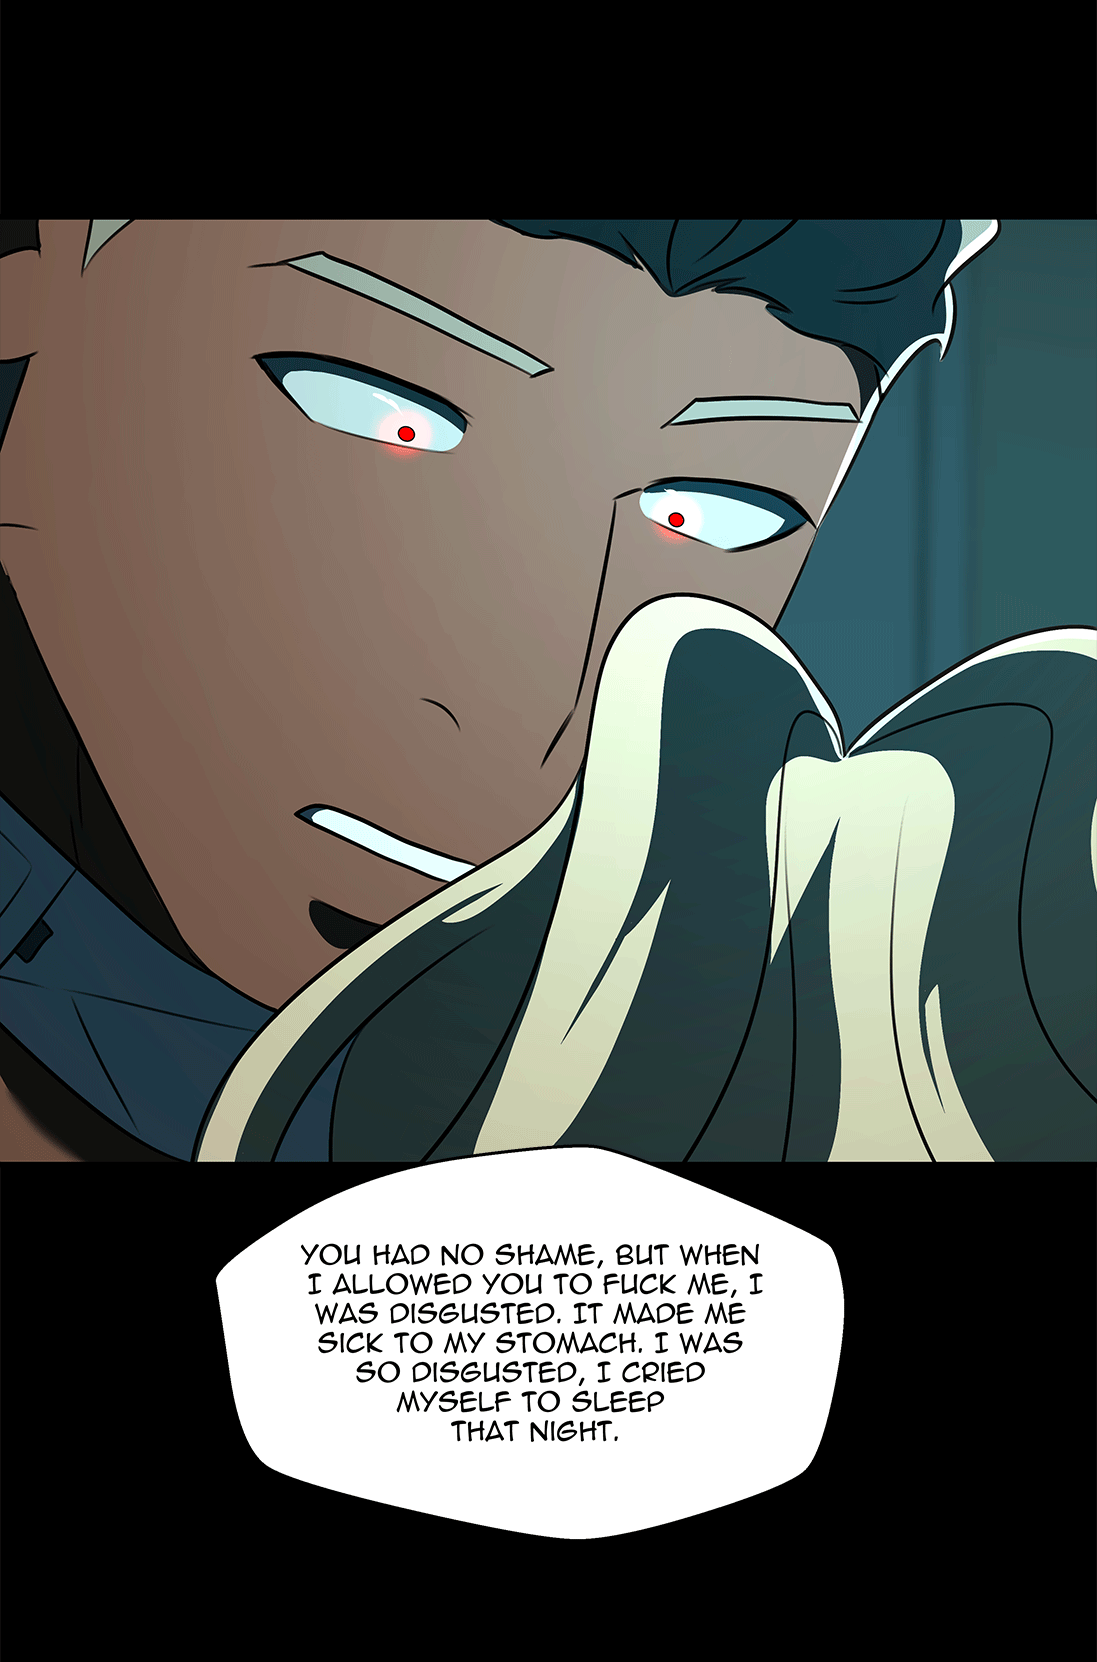 YOU HAD NO SHAME, BUT WHEN
I ALLOWED YOU TO FUCK ME, I
WAS DISGUSTED. IT MADE ME
SICK TO MY STOMACH. I WAS
SO DISGUSTED, I CRIED
MYSELF TO SLEEP
THAT NIGHT.